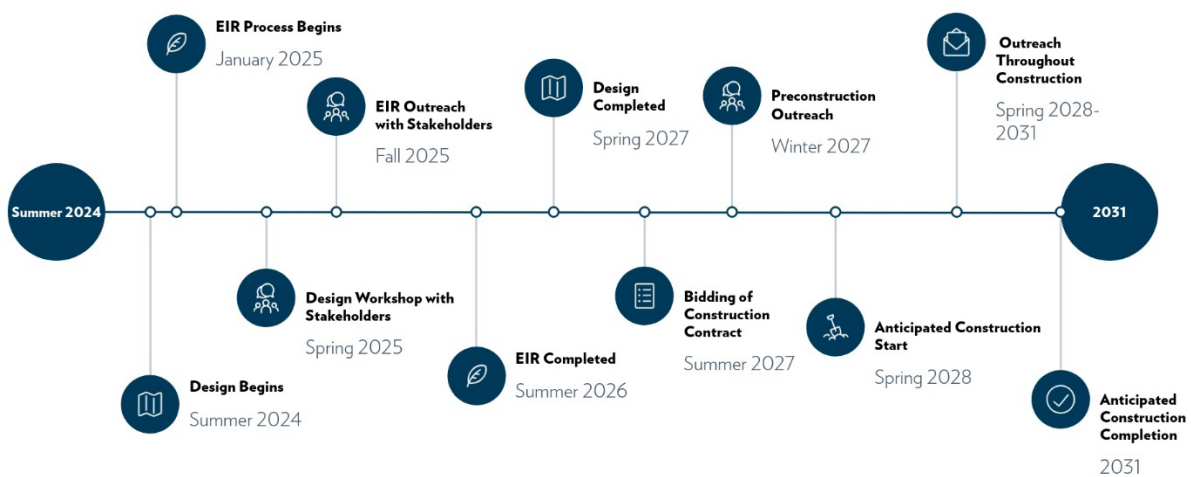 Summer 2024
EIR Process Begins
January 2025
EIR Outreach
with Stakeholders
Fall 2025
Design
Completed
Spring 2027
Preconstruction
Outreach
Winter 2027
Outreach
Throughout
Construction
Spring 2028-
2031
2031
Design Begins
Summer 2024
Design Workshop with
Stakeholders
Spring 2025
EIR Completed
Summer 2026
Bidding of
Construction
Contract
Summer 2027
Anticipated Construction
Start
Spring 2028
Anticipated
Construction
Completion
2031